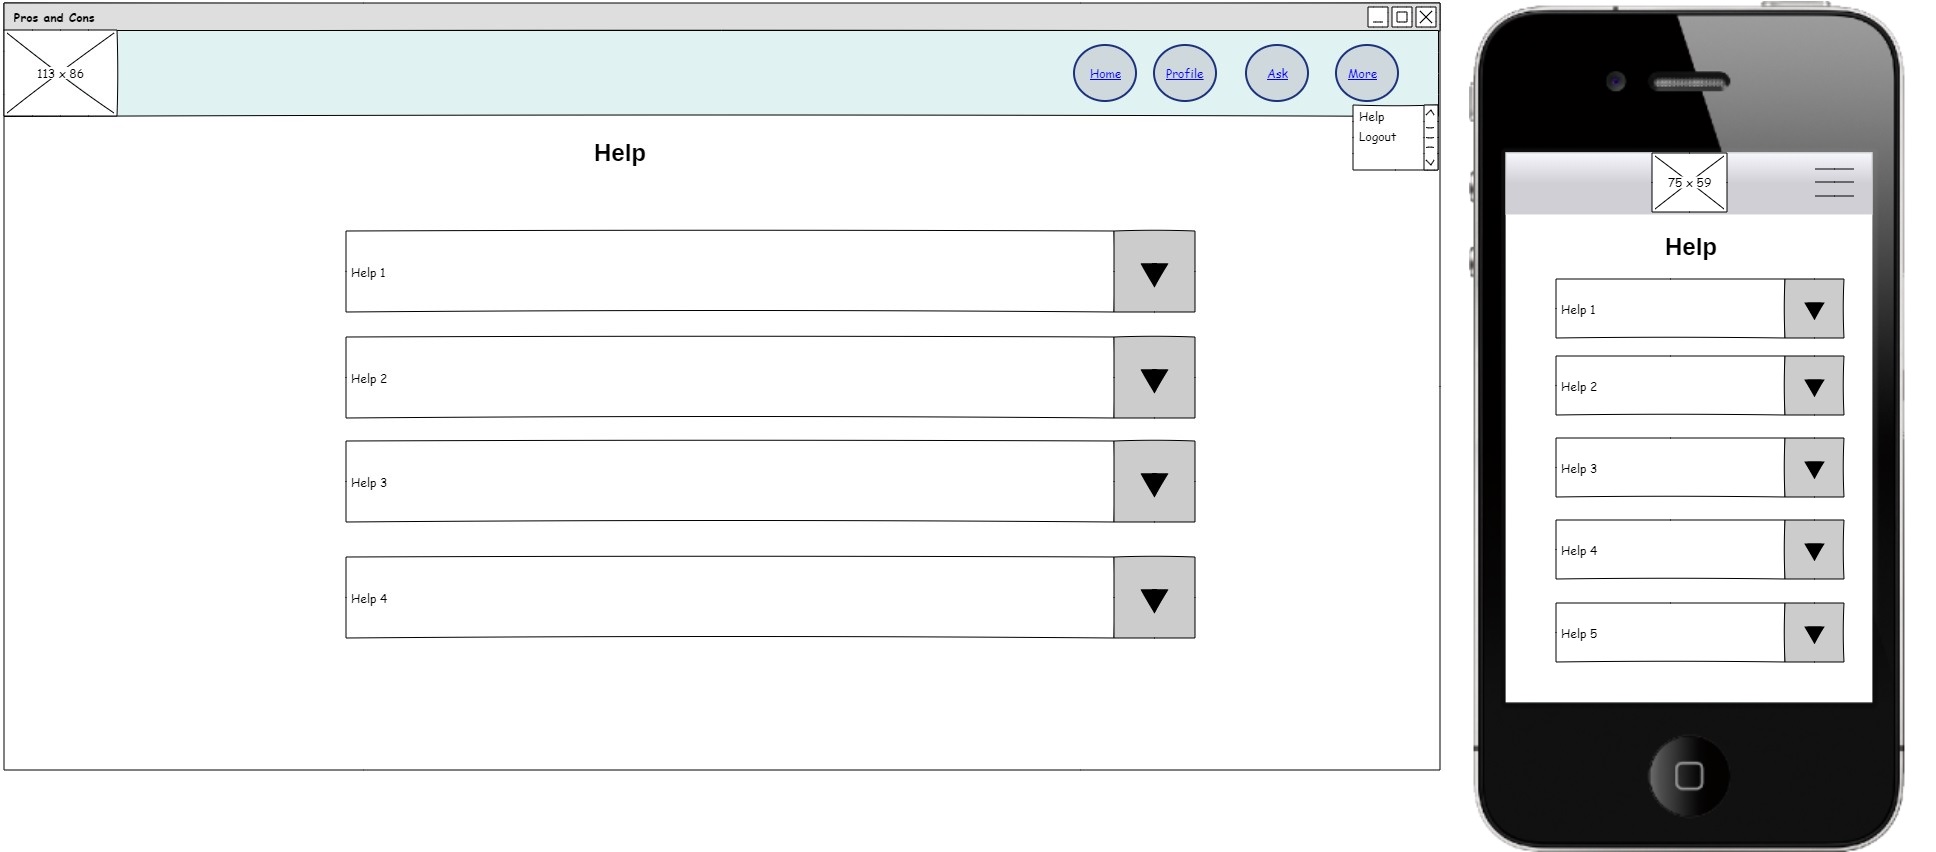 Pros and Cons
113 x 86
Home
Profile
Ask
More
Help
Logout
Help
Help 1
Help 2
Help 3
Help 4
75 x 59
Help
Help 1
Help 2
Help 3
Help 4
Help 5